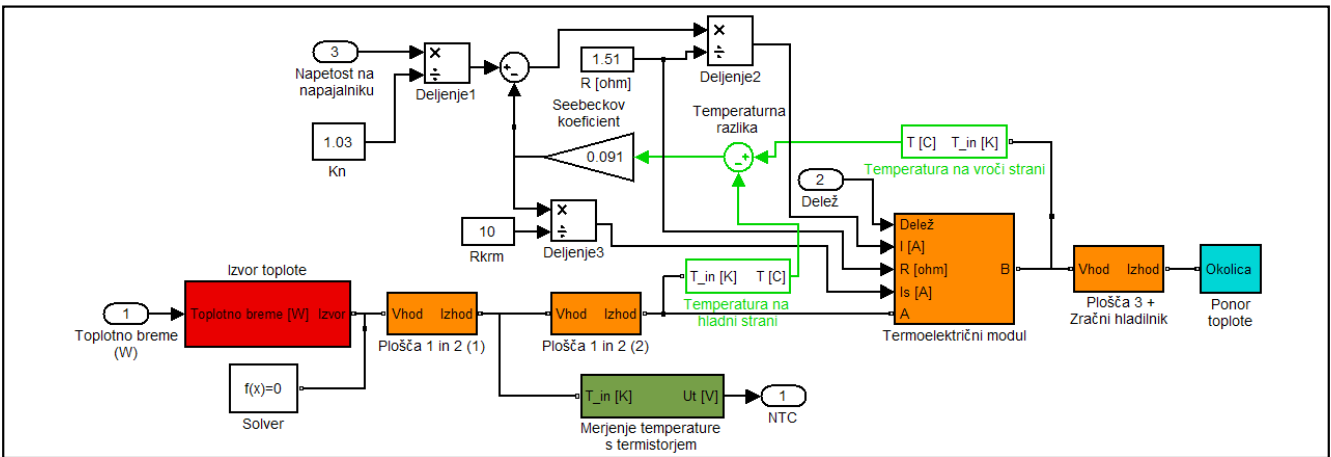 3
Napetost na
napajalniku
×
÷
Deljenje1
1.03
Kn
+
−
1.51
R [ohm]
×
÷
Deljenje2
Seebeckov
koeficient
0.091
Temperaturna
razlika
−
+
T [C] T_in [K]
Temperatura na vroči strani
2
Delež
10
Rkrm
×
÷
Deljenje3
T_in [K] T [C]
Temperatura na
hladni strani
Delež
I [A]
R [ohm]
Is [A]
A
B
Termoelektrični modul
Vhod Izhod
Plošča 3 +
Zračni hladilnik
Okolica
Ponor
toplote
Izvor toplote
1
Toplotno breme
(W)
Toplotno breme [W] Izvor
f(x)=0
Solver
Vhod Izhod
Plošča 1 in 2 (1)
Vhod Izhod
Plošča 1 in 2 (2)
T_in [K] Ut [V]
Merjenje temperature
s termistorjem
1
NTC